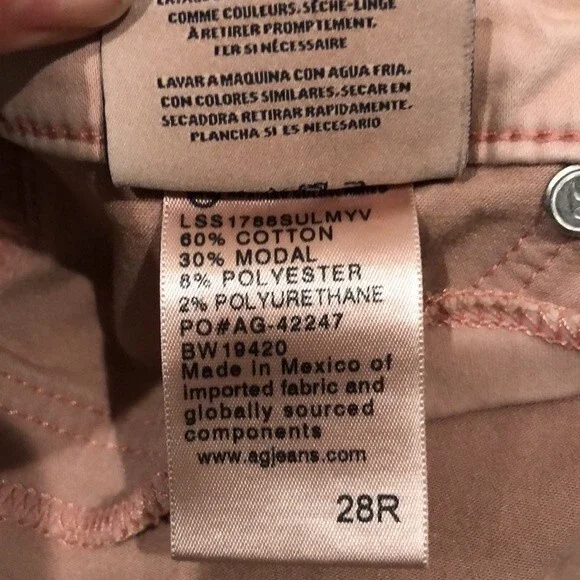 COMME COULEURS, SÈCHE-LINGE
À RETIRER PROMPTEMENT.
FER SI NÉCESSAIRE
LAVAR A MAQUINA CON AGUA FRIA.
CON COLORES SIMILARES. SECAR EN
SECADORA RETIRAR RAPIDAMENTE.
PLANCHA SI ES NECESARIO
LSS1788SULMYV
60% COTTON
30% MODAL
8% POLYESTER
2% POLYURETHANE
PO#AG-42247
BW19420
Made in Mexico of
imported fabric and
globally sourced
components
www.agjeans.com
28R